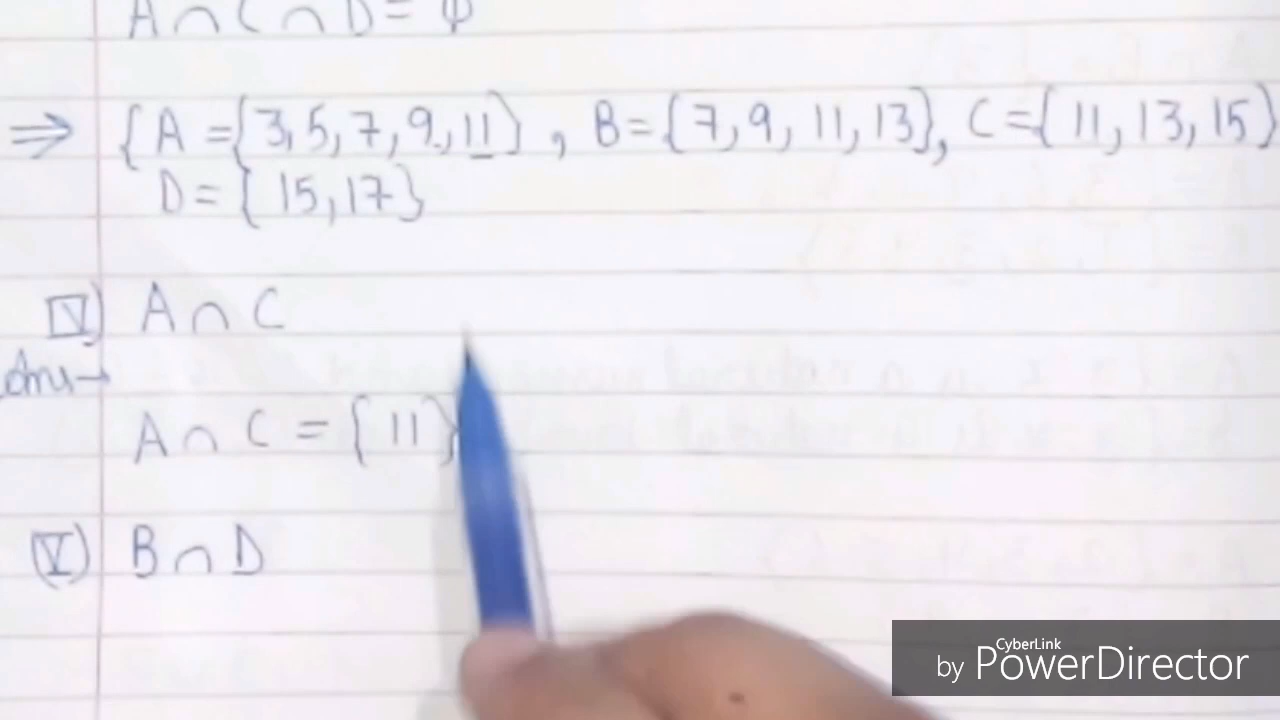 A ∩ C ∩ D = φ
⇒ {A = {3, 5, 7, 9, 11}, B = {7, 9, 11, 13}, C = {11, 13, 15}
D = { 15, 17}
V) A ∩ C
Ans→
A ∩ C = {11}
V) B ∩ D
CyberLink
by PowerDirector